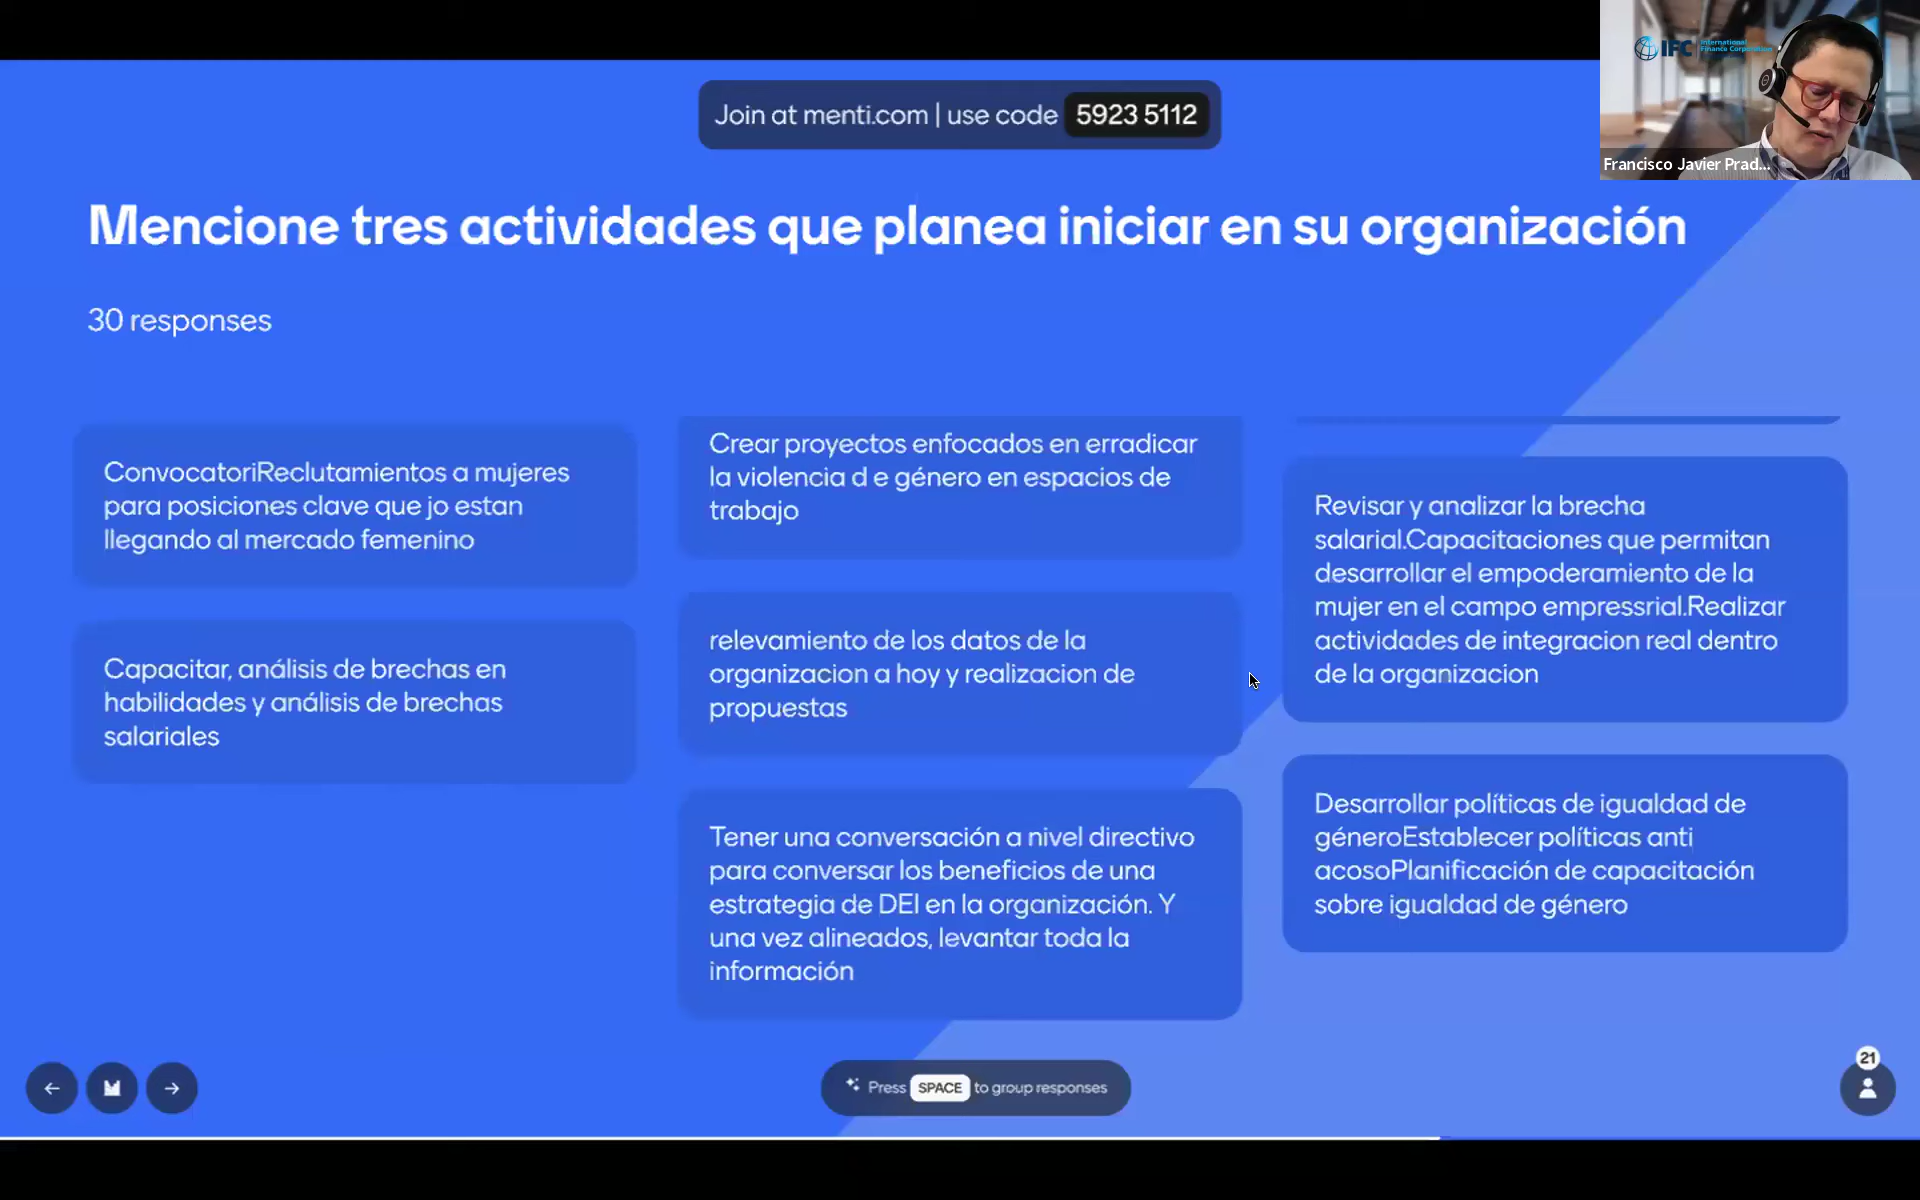 Join at menti.com | use code 5923 5112
IFC International
Finance Corporation
Francisco Javier Prad...
Mencione tres actividades que planea iniciar en su organización
30 responses
ConvocatoriReclutamientos a mujeres
para posiciones clave que jo estan
llegando al mercado femenino
Capacitar, análisis de brechas en
habilidades y análisis de brechas
salariales
Crear proyectos enfocados en erradicar
la violencia d e género en espacios de
trabajo
relevamiento de los datos de la
organizacion a hoy y realizacion de
propuestas
Tener una conversación a nivel directivo
para conversar los beneficios de una
estrategia de DEI en la organización. Y
una vez alineados, levantar toda la
información
Revisar y analizar la brecha
salarial.Capacitaciones que permitan
desarrollar el empoderamiento de la
mujer en el campo empressrial.Realizar
actividades de integracion real dentro
de la organizacion
Desarrollar políticas de igualdad de
géneroEstablecer políticas anti
acosoPlanificación de capacitación
sobre igualdad de género
Press SPACE to group responses
21